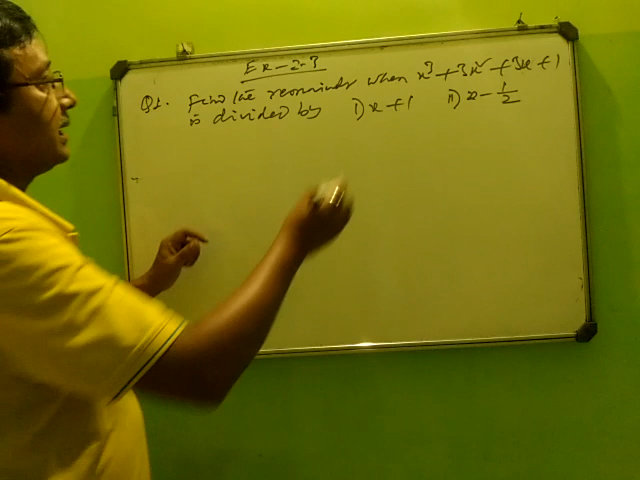 Ex-2.3
Q1. Find the remainder when x³+3x²+3x+1
is divided by i) x+1 ii) x-1/2